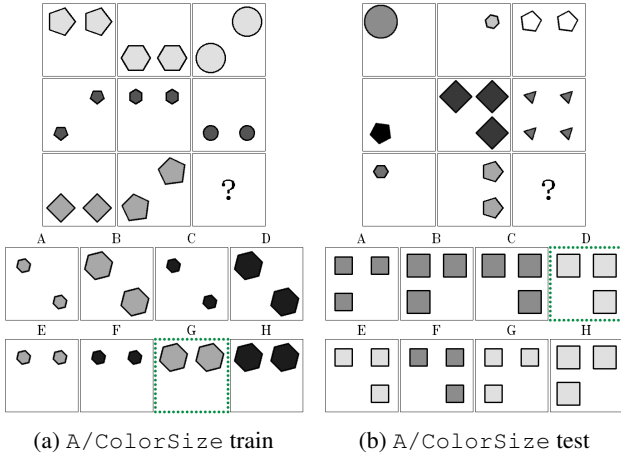 ?
?
A B C D
A B C D
E F G H
E F G H
(a) A/ColorSize train
(b) A/ColorSize test